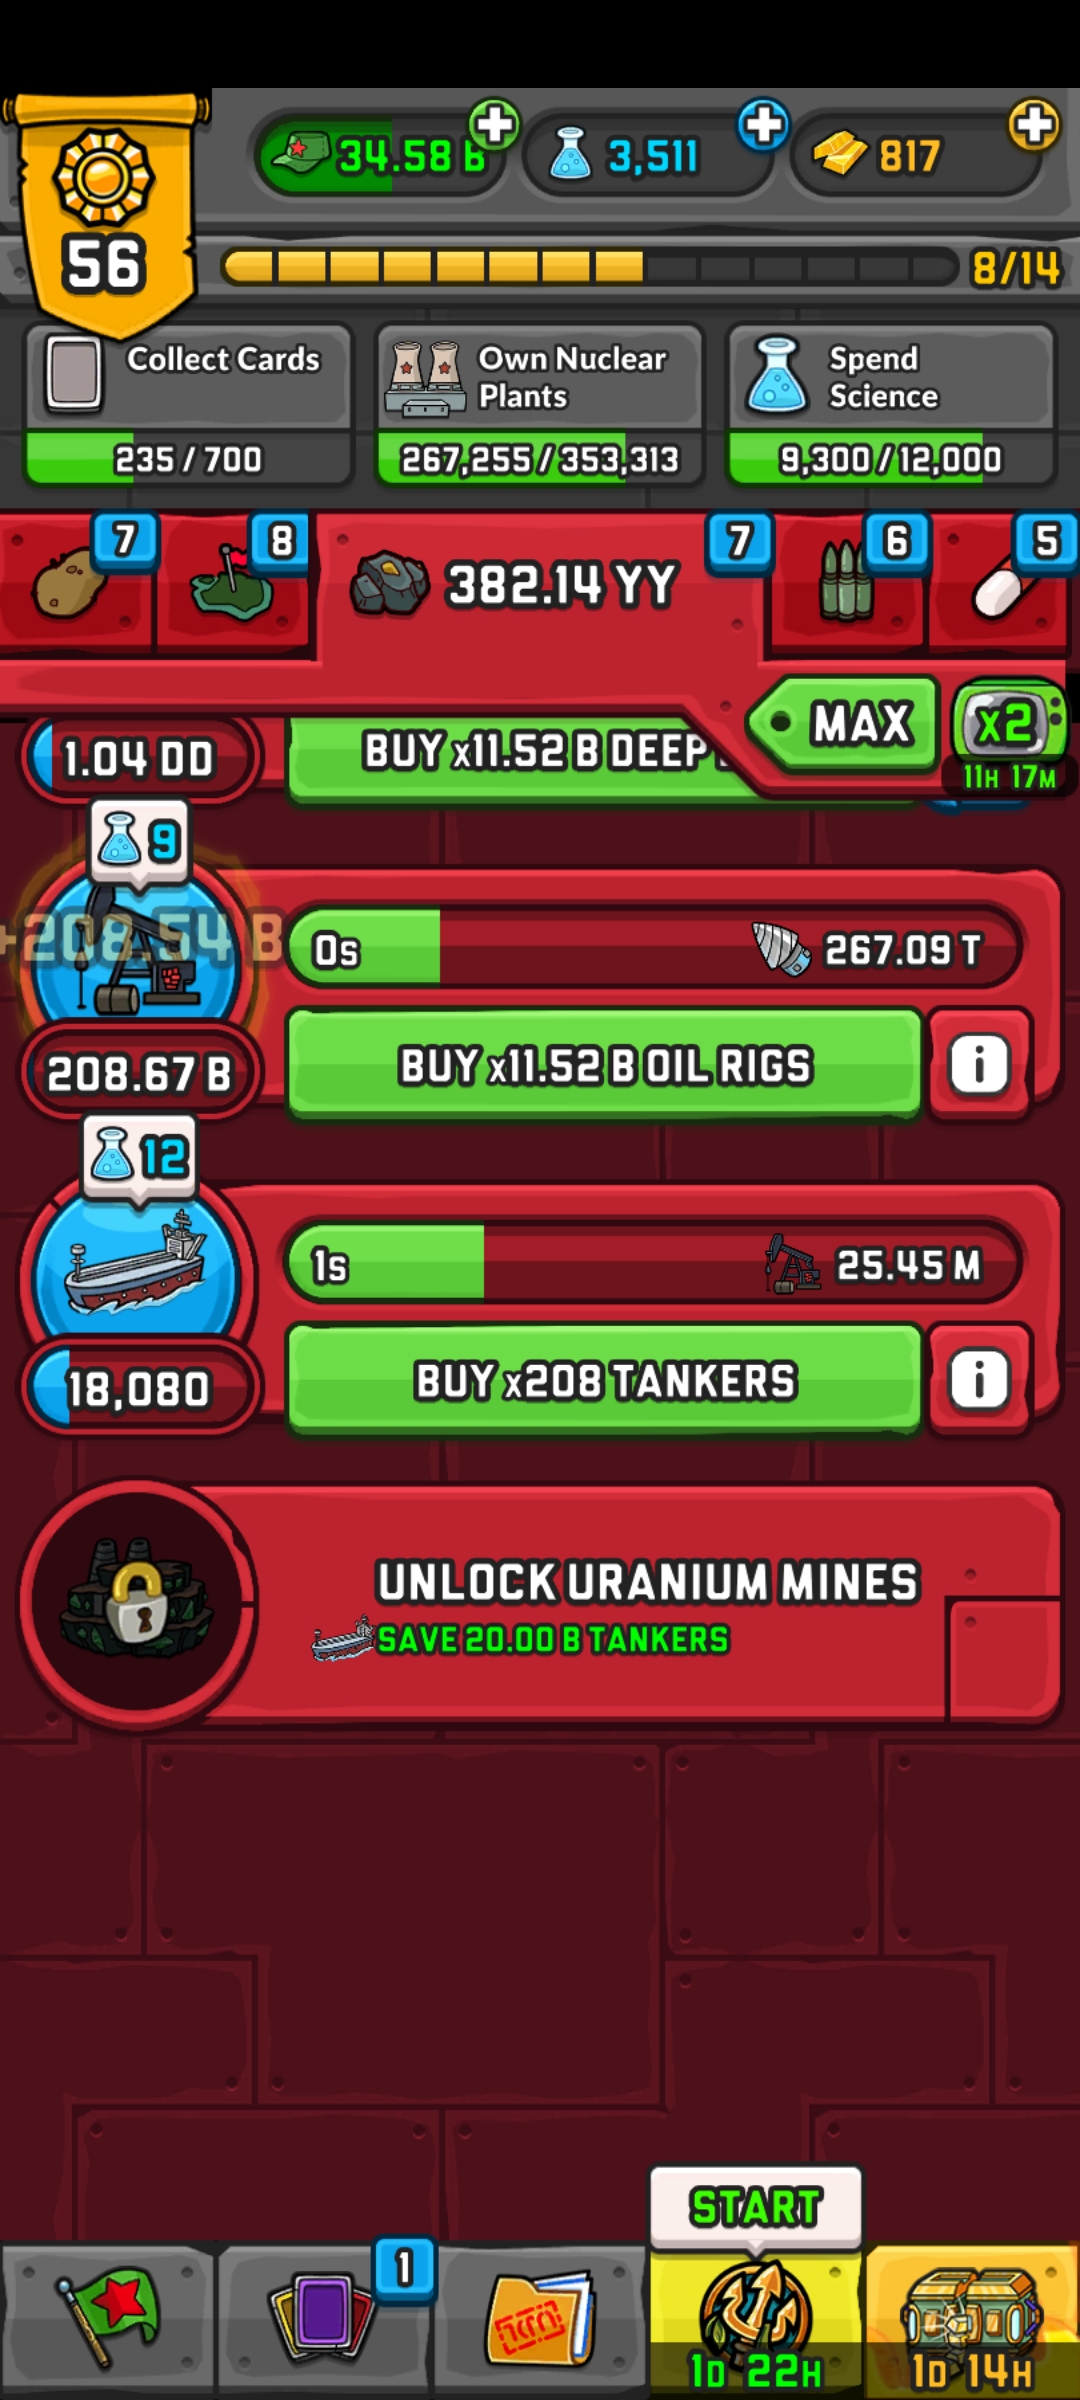 34.58 B
3,511
817
56
8/14
Collect Cards
235 / 700
Own Nuclear
Plants
267,255 / 353,313
Spend
Science
9,300 / 12,000
7
8
382.14 YY
7
6
5
MAX
x2
11H 17M
1.04 DD
BUY x11.52 B DEEP
9
+208.54 B
0s
267.09 T
208.67 B
BUY x11.52 B OIL RIGS
i
12
1s
25.45 M
18,080
BUY x208 TANKERS
i
UNLOCK URANIUM MINES
SAVE 20.00 B TANKERS
START
1
1D 22H
1D 14H